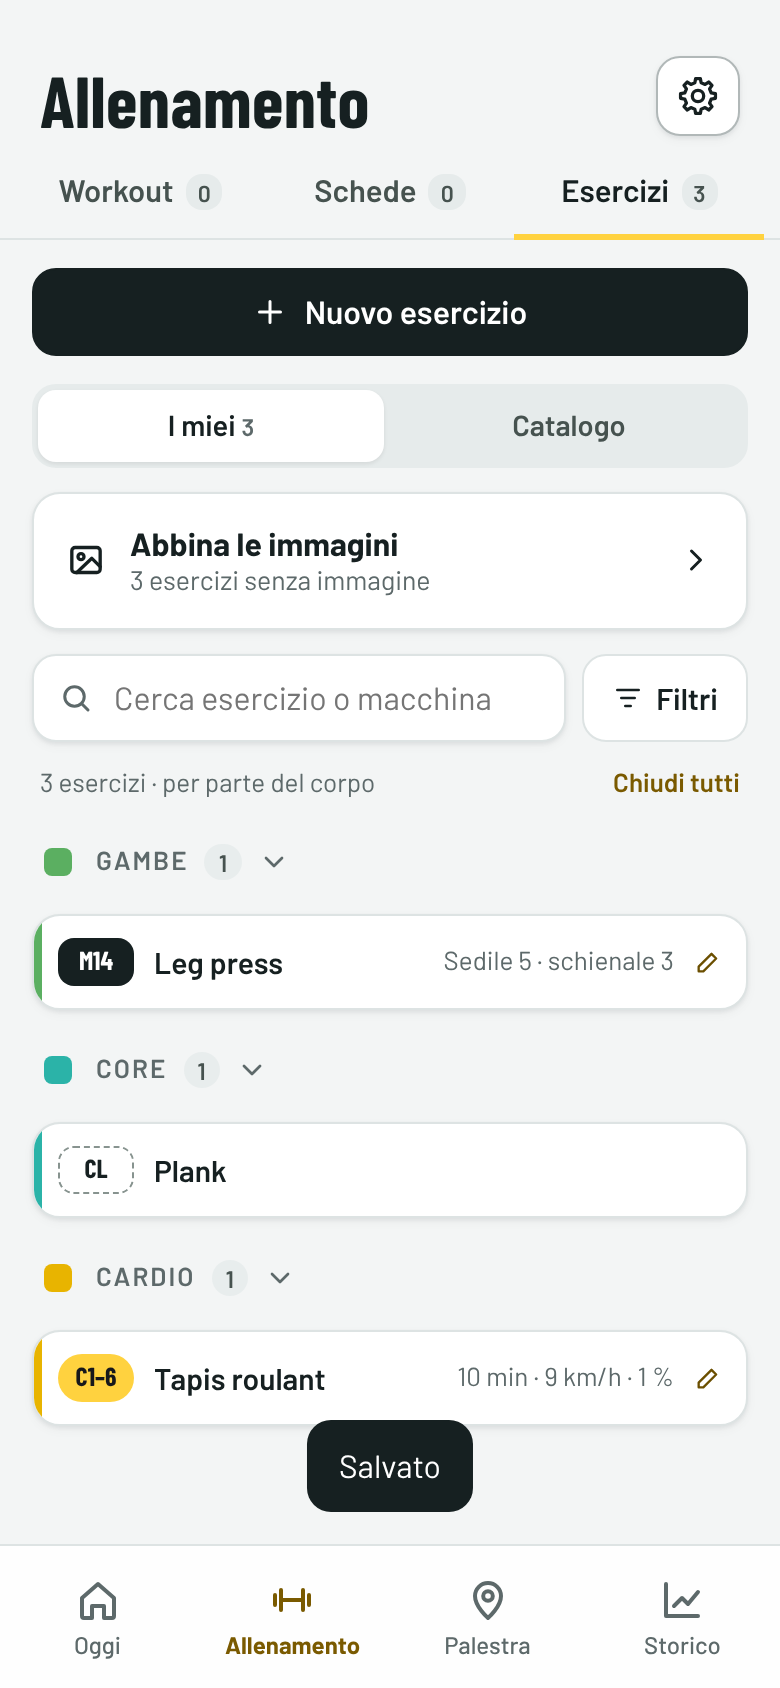 Allenamento
Workout 0 Schede 0 Esercizi 3
+ Nuovo esercizio
I miei 3 Catalogo
Abbina le immagini
3 esercizi senza immagine
Cerca esercizio o macchina Filtri
3 esercizi · per parte del corpo Chiudi tutti
GAMBE 1
M14 Leg press Sedile 5 · schienale 3
CORE 1
CL Plank
CARDIO 1
C1–6 Tapis roulant 10 min · 9 km/h · 1 %
Salvato
Oggi Allenamento Palestra Storico